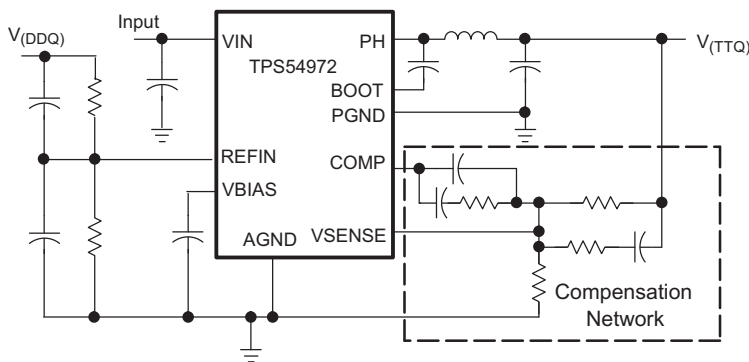 Input
V(DDQ)
VIN
PH
V(TTQ)
TPS54972
BOOT
PGND
REFIN
COMP
VBIAS
AGND
VSENSE
Compensation
Network